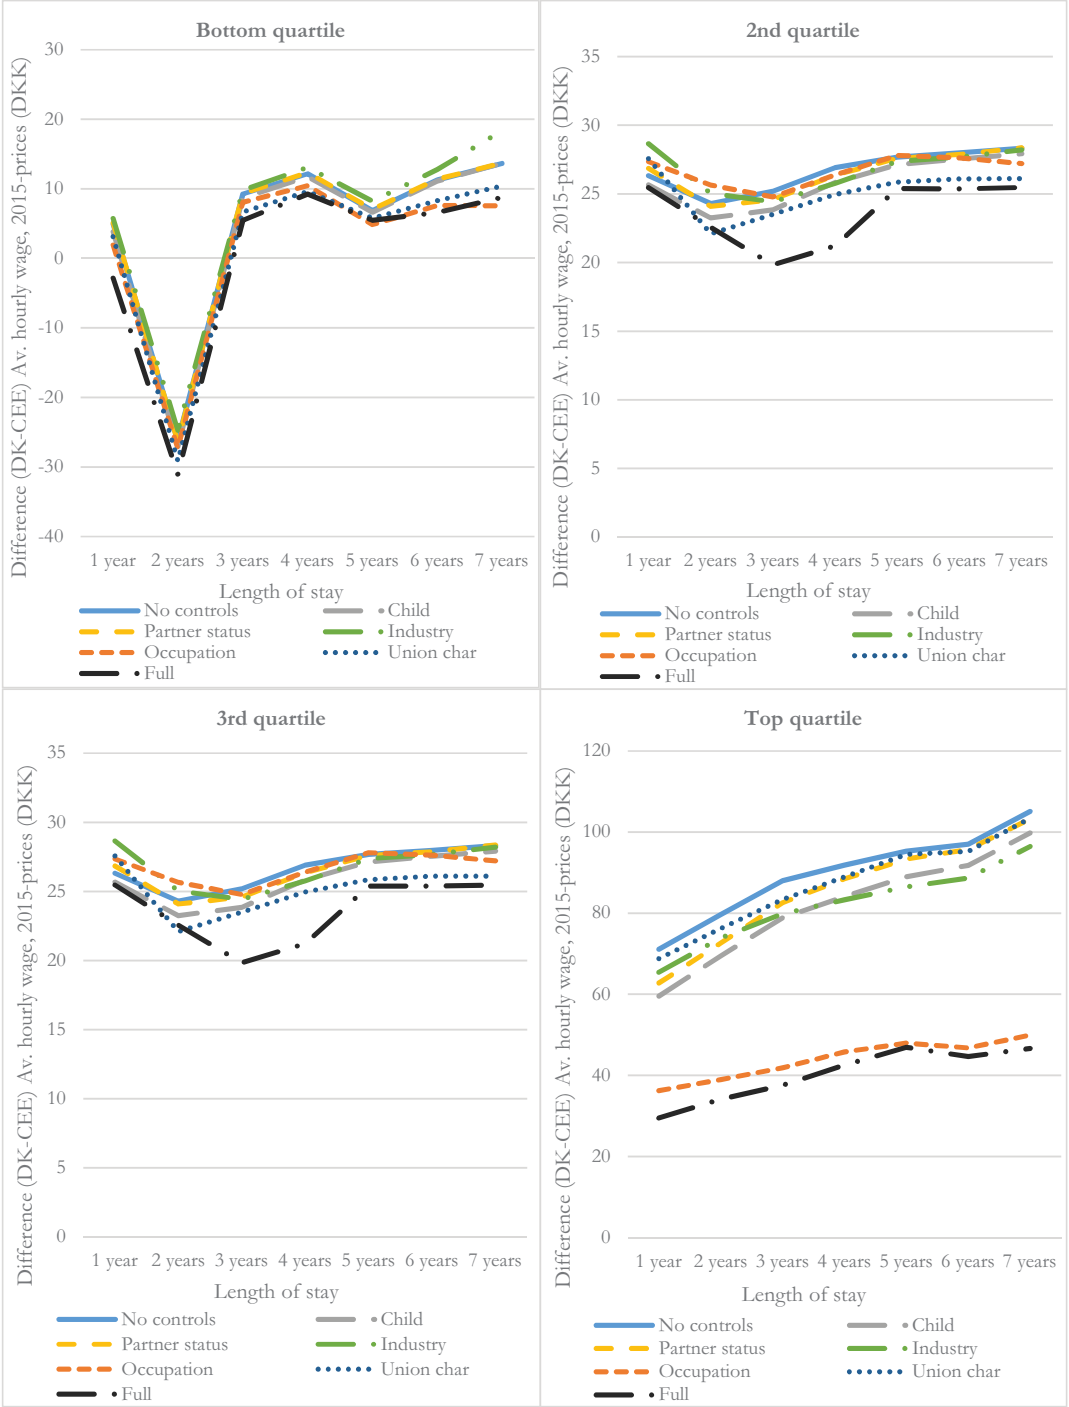 Bottom quartile
Difference (DK-CEE) Av. hourly wage, 2015-prices (DKK)
30
20
10
0
-10
-20
-30
-40
1 year 2 years 3 years 4 years 5 years 6 years 7 years
Length of stay
No controls Child
Partner status Industry
Occupation Union char
Full
2nd quartile
Difference (DK-CEE) Av. hourly wage, 2015-prices (DKK)
35
30
25
20
15
10
5
0
1 year 2 years 3 years 4 years 5 years 6 years 7 years
Length of stay
No controls Child
Partner status Industry
Occupation Union char
Full
3rd quartile
Difference (DK-CEE) Av. hourly wage, 2015-prices (DKK)
35
30
25
20
15
10
5
0
1 year 2 years 3 years 4 years 5 years 6 years 7 years
Length of stay
No controls Child
Partner status Industry
Occupation Union char
Full
Top quartile
Difference (DK-CEE) Av. hourly wage, 2015-prices (DKK)
120
100
80
60
40
20
0
1 year 2 years 3 years 4 years 5 years 6 years 7 years
Length of stay
No controls Child
Partner status Industry
Occupation Union char
Full